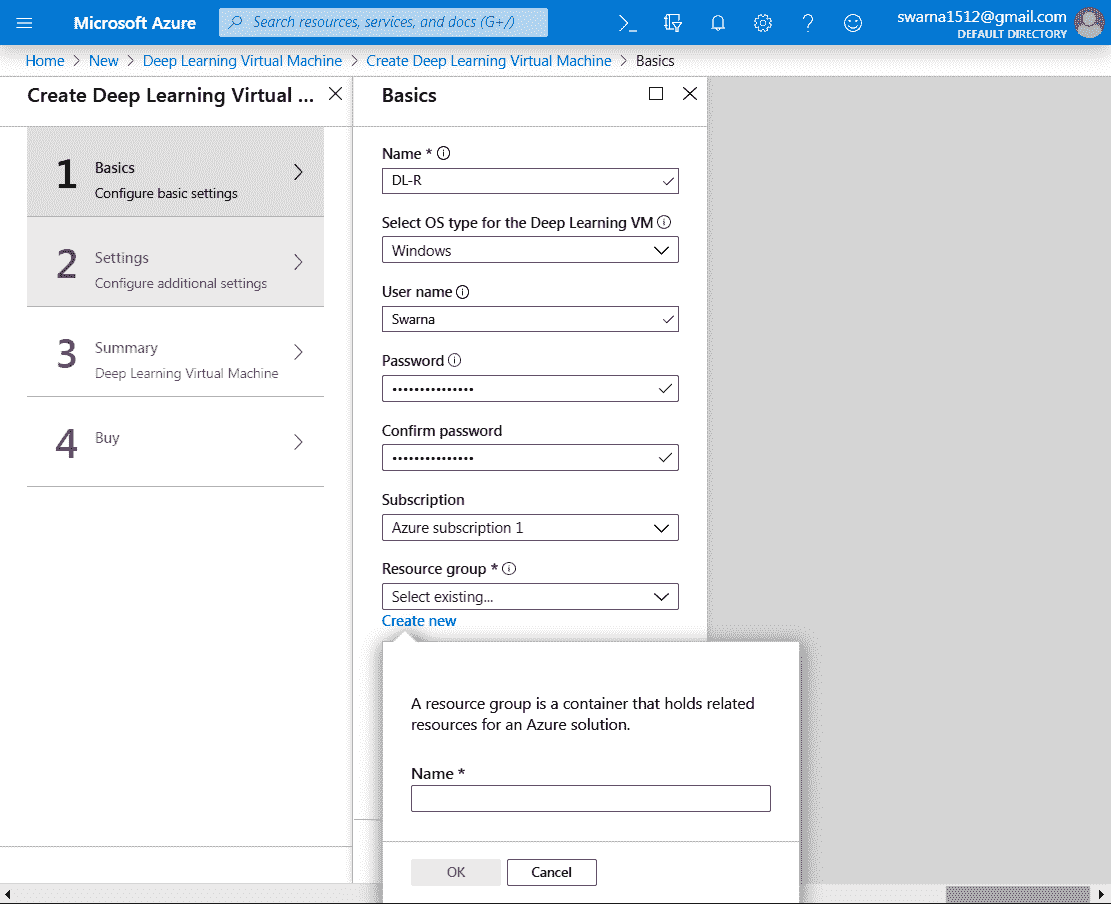 Microsoft Azure
Search resources, services, and docs (G+/)
swarna1512@gmail.com
DEFAULT DIRECTORY
Home > New > Deep Learning Virtual Machine > Create Deep Learning Virtual Machine > Basics
Create Deep Learning Virtual ...
1
Basics
Configure basic settings
2
Settings
Configure additional settings
3
Summary
Deep Learning Virtual Machine
4
Buy
Basics
Name *
DL-R
Select OS type for the Deep Learning VM
Windows
User name
Swarna
Password
•••••••••••••••
Confirm password
•••••••••••••••
Subscription
Azure subscription 1
Resource group *
Select existing...
Create new
A resource group is a container that holds related
resources for an Azure solution.
Name *
OK
Cancel